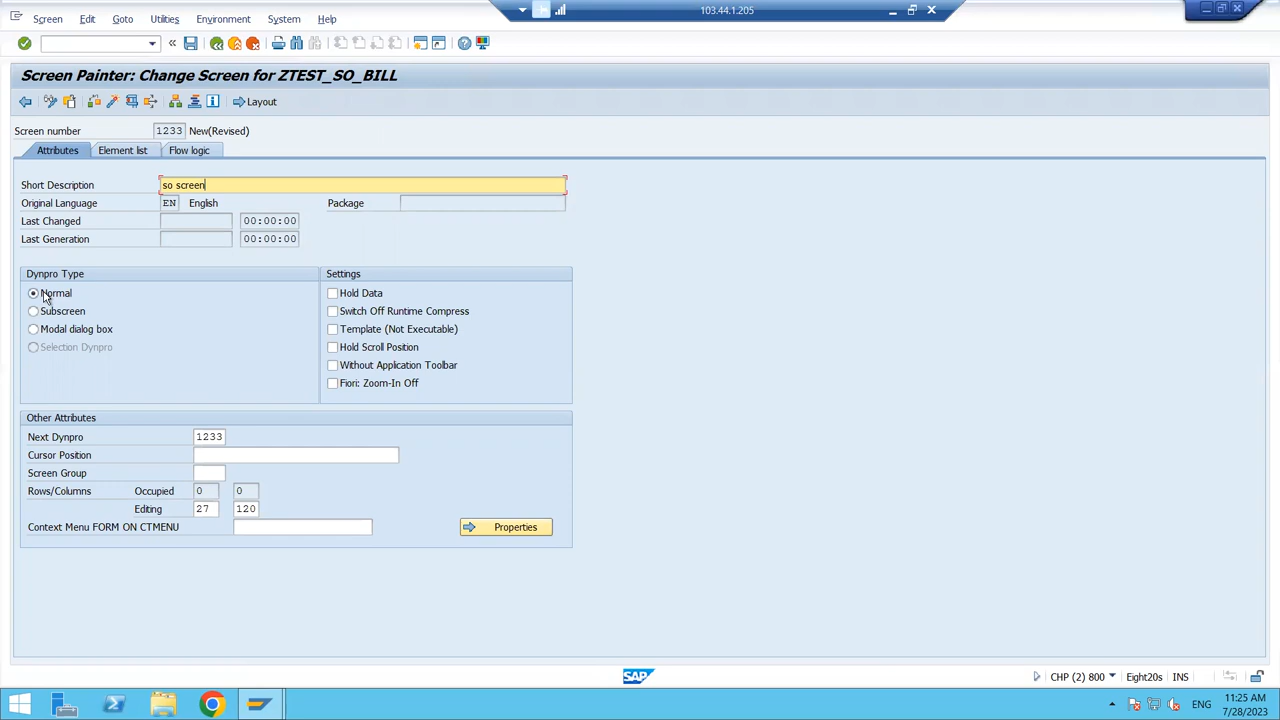 103.44.1.205
Screen Edit Goto Utilities Environment System Help
Screen Painter: Change Screen for ZTEST_SO_BILL
Layout
Screen number 1233 New(Revised)
Attributes Element list Flow logic
Short Description so screen
Original Language EN English Package
Last Changed 00:00:00
Last Generation 00:00:00
Dynpro Type
Normal
Subscreen
Modal dialog box
Selection Dynpro
Settings
Hold Data
Switch Off Runtime Compress
Template (Not Executable)
Hold Scroll Position
Without Application Toolbar
Fiori: Zoom-In Off
Other Attributes
Next Dynpro 1233
Cursor Position
Screen Group
Rows/Columns Occupied 0 0
Editing 27 120
Context Menu FORM ON CTMENU
Properties
SAP
CHP (2) 800 Eight20s INS
ENG
11:25 AM
7/28/2023